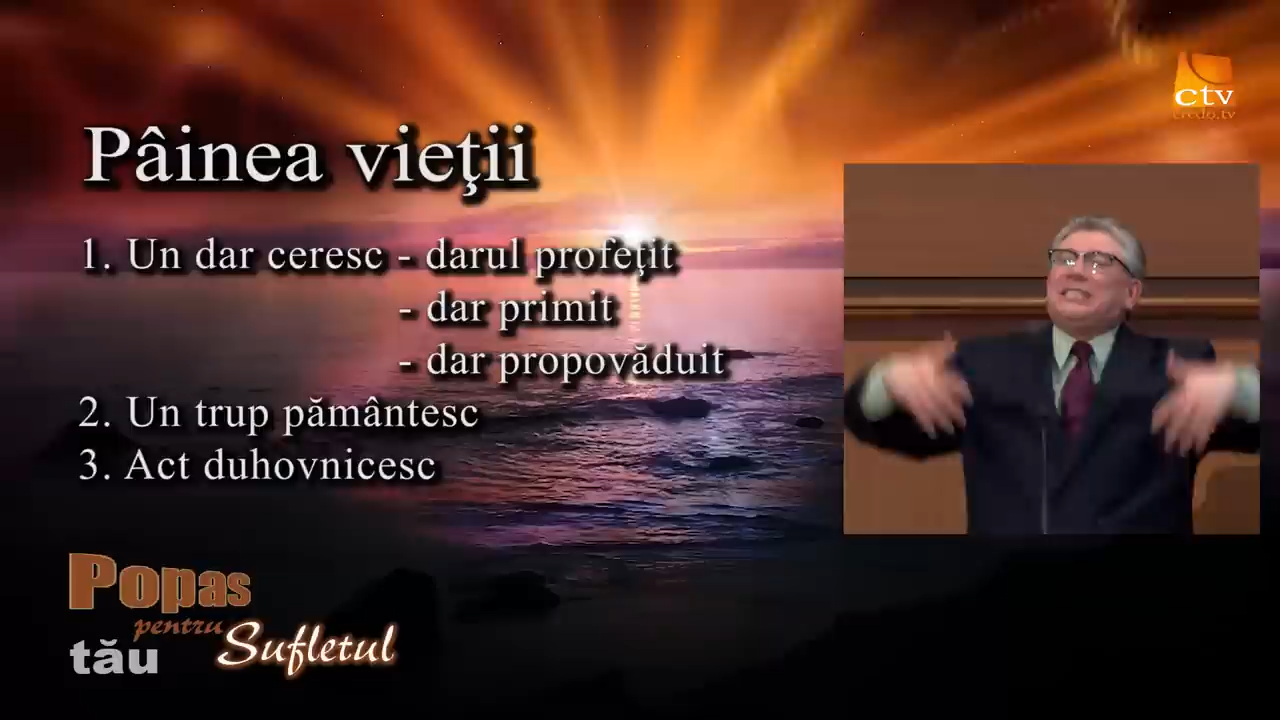 ctv
credo.tv
Pâinea vieţii
1. Un dar ceresc - darul profeţit
- dar primit
- dar propovăduit
2. Un trup pământesc
3. Act duhovnicesc
Popas
pentru
tău Sufletul